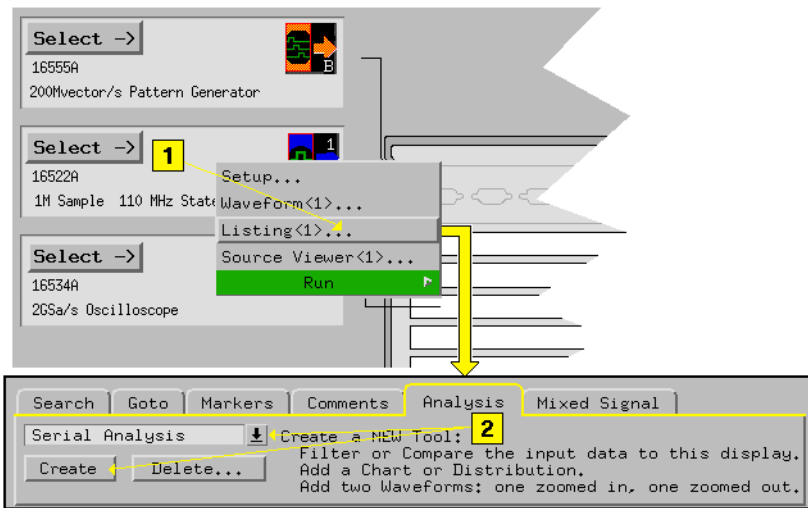 Select ->
B
16555A
200Mvector/s Pattern Generator
Select ->
1
1
16522A
1M Sample 110 MHz State
Setup...
Waveform<1>...
Listing<1>...
Source Viewer<1>...
Run
Select ->
16534A
2GSa/s Oscilloscope
Search Goto Markers Comments Analysis Mixed Signal
Serial Analysis
Create a NEW Tool:
2
Filter or Compare the input data to this display.
Create Delete...
Add a Chart or Distribution.
Add two Waveforms: one zoomed in, one zoomed out.